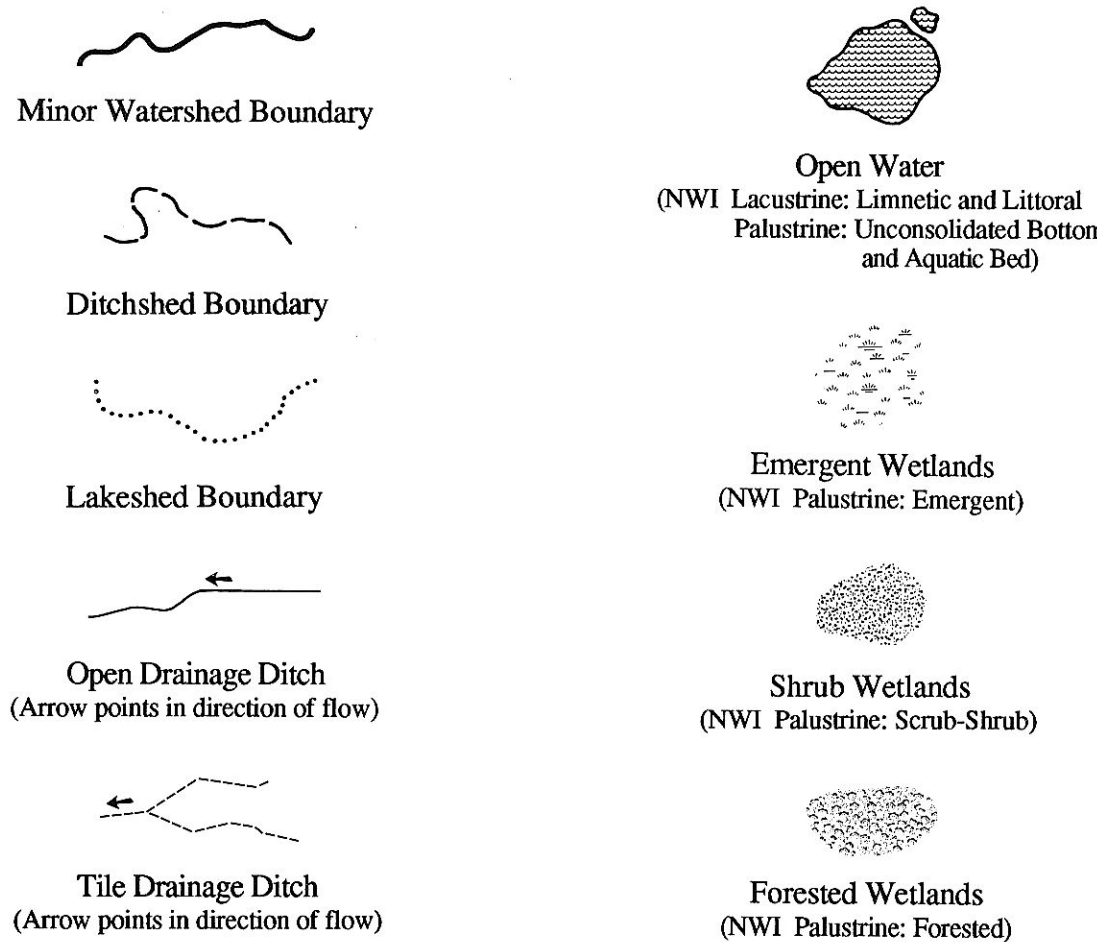 Minor Watershed Boundary
Ditchshed Boundary
Lakeshed Boundary
Open Drainage Ditch
(Arrow points in direction of flow)
Tile Drainage Ditch
(Arrow points in direction of flow)
Open Water
(NWI Lacustrine: Limnetic and Littoral
Palustrine: Unconsolidated Bottom
and Aquatic Bed)
Emergent Wetlands
(NWI Palustrine: Emergent)
Shrub Wetlands
(NWI Palustrine: Scrub-Shrub)
Forested Wetlands
(NWI Palustrine: Forested)